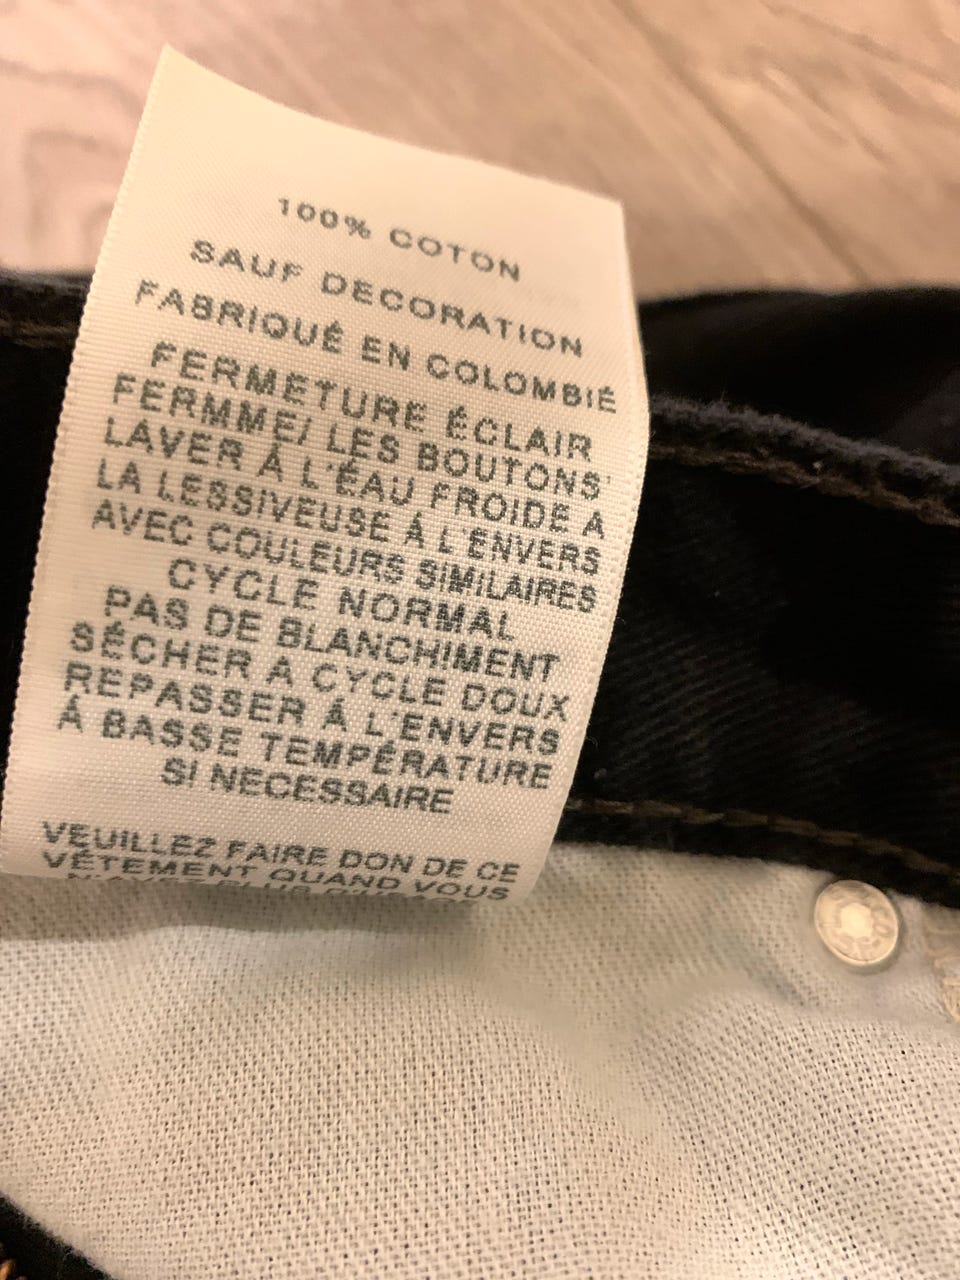 100% COTON
SAUF DECORATION
FABRIQUÉ EN COLOMBIÉ
FERMETURE ÉCLAIR
FERMME/ LES BOUTONS'
LAVER À L'ÉAU FROIDE A
LA LESSIVEUSE À L'ENVERS
AVEC COULEURS SIMILAIRES
CYCLE NORMAL
PAS DE BLANCHIMENT
SÉCHER A CYCLE DOUX
REPASSER À L'ENVERS
À BASSE TEMPÉRATURE
SI NECESSAIRE
VEUILLEZ FAIRE DON DE CE
VÊTEMENT QUAND VOUS